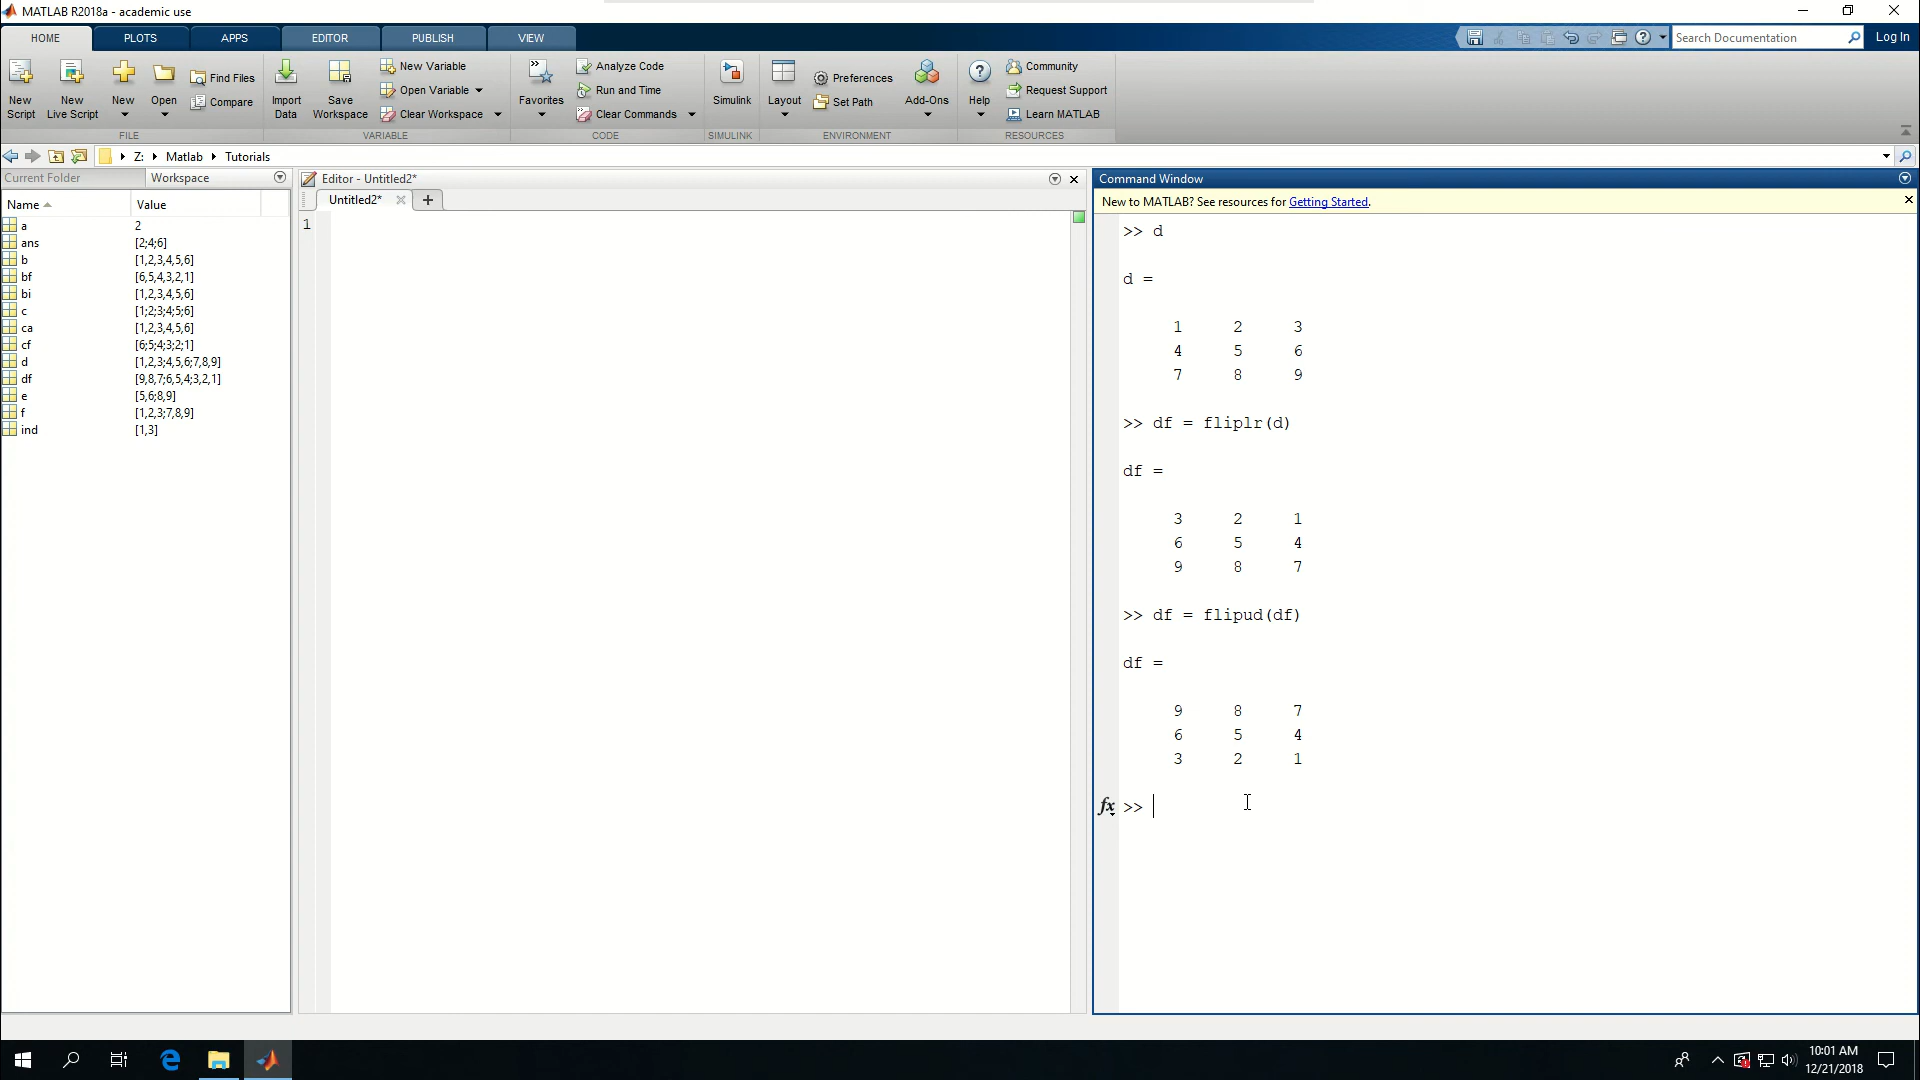 MATLAB R2018a - academic use
HOME PLOTS APPS EDITOR PUBLISH VIEW
Search Documentation
Log In
New Script
New Live Script
New
Open
Find Files
Compare
FILE
Import Data
Save Workspace
New Variable
Open Variable
Clear Workspace
VARIABLE
Favorites
Analyze Code
Run and Time
Clear Commands
CODE
Simulink
SIMULINK
Layout
Preferences
Set Path
Add-Ons
ENVIRONMENT
Help
Community
Request Support
Learn MATLAB
RESOURCES
Z: Matlab Tutorials
Current Folder
Workspace
Name Value
a 2
ans [2;4;6]
b [1,2,3,4,5,6]
bf [6,5,4,3,2,1]
bi [1,2,3,4,5,6]
c [1;2;3;4;5;6]
ca [1,2,3,4,5,6]
cf [6;5;4;3;2;1]
d [1,2,3;4,5,6;7,8,9]
df [9,8,7;6,5,4;3,2,1]
e [5,6;8,9]
f [1,2,3;7,8,9]
ind [1,3]
Editor - Untitled2*
Untitled2*
1
Command Window
New to MATLAB? See resources for Getting Started.
>> d
d =
1 2 3
4 5 6
7 8 9
>> df = fliplr(d)
df =
3 2 1
6 5 4
9 8 7
>> df = flipud(df)
df =
9 8 7
6 5 4
3 2 1
fx >>
10:01 AM
12/21/2018